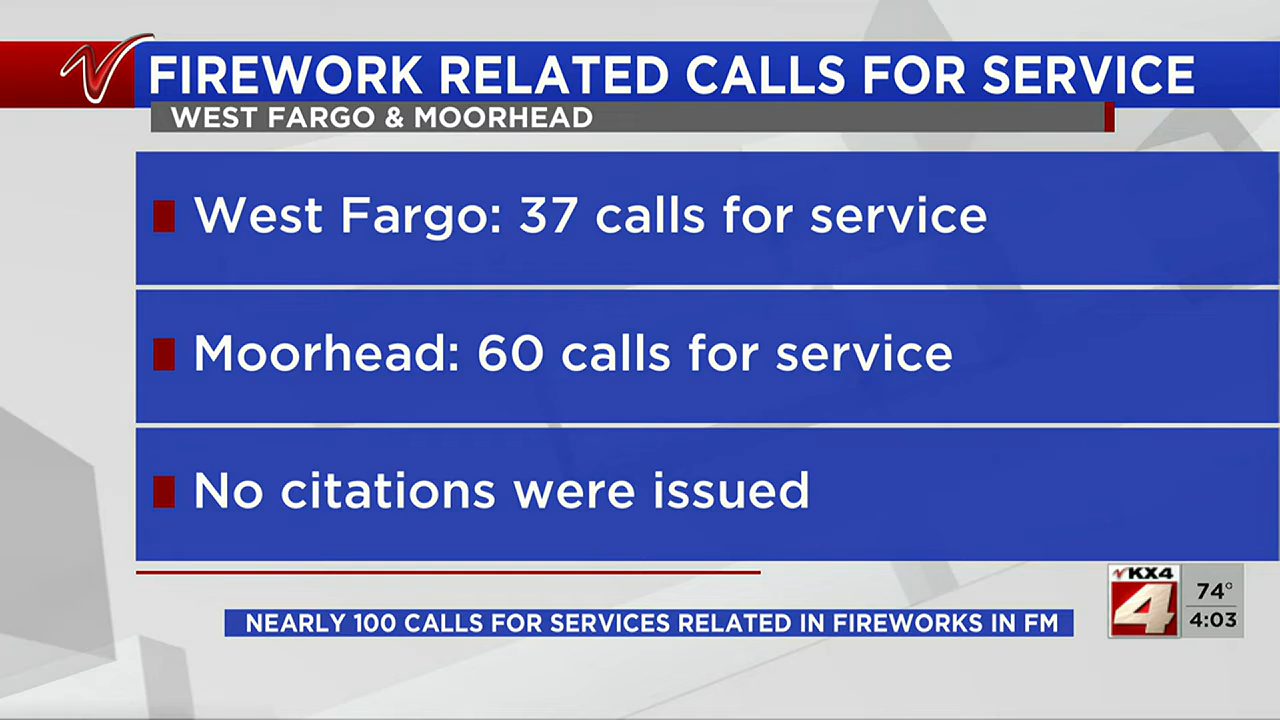 FIREWORK RELATED CALLS FOR SERVICE
WEST FARGO & MOORHEAD
West Fargo: 37 calls for service
Moorhead: 60 calls for service
No citations were issued
NEARLY 100 CALLS FOR SERVICES RELATED IN FIREWORKS IN FM
KX4
4
74°
4:03